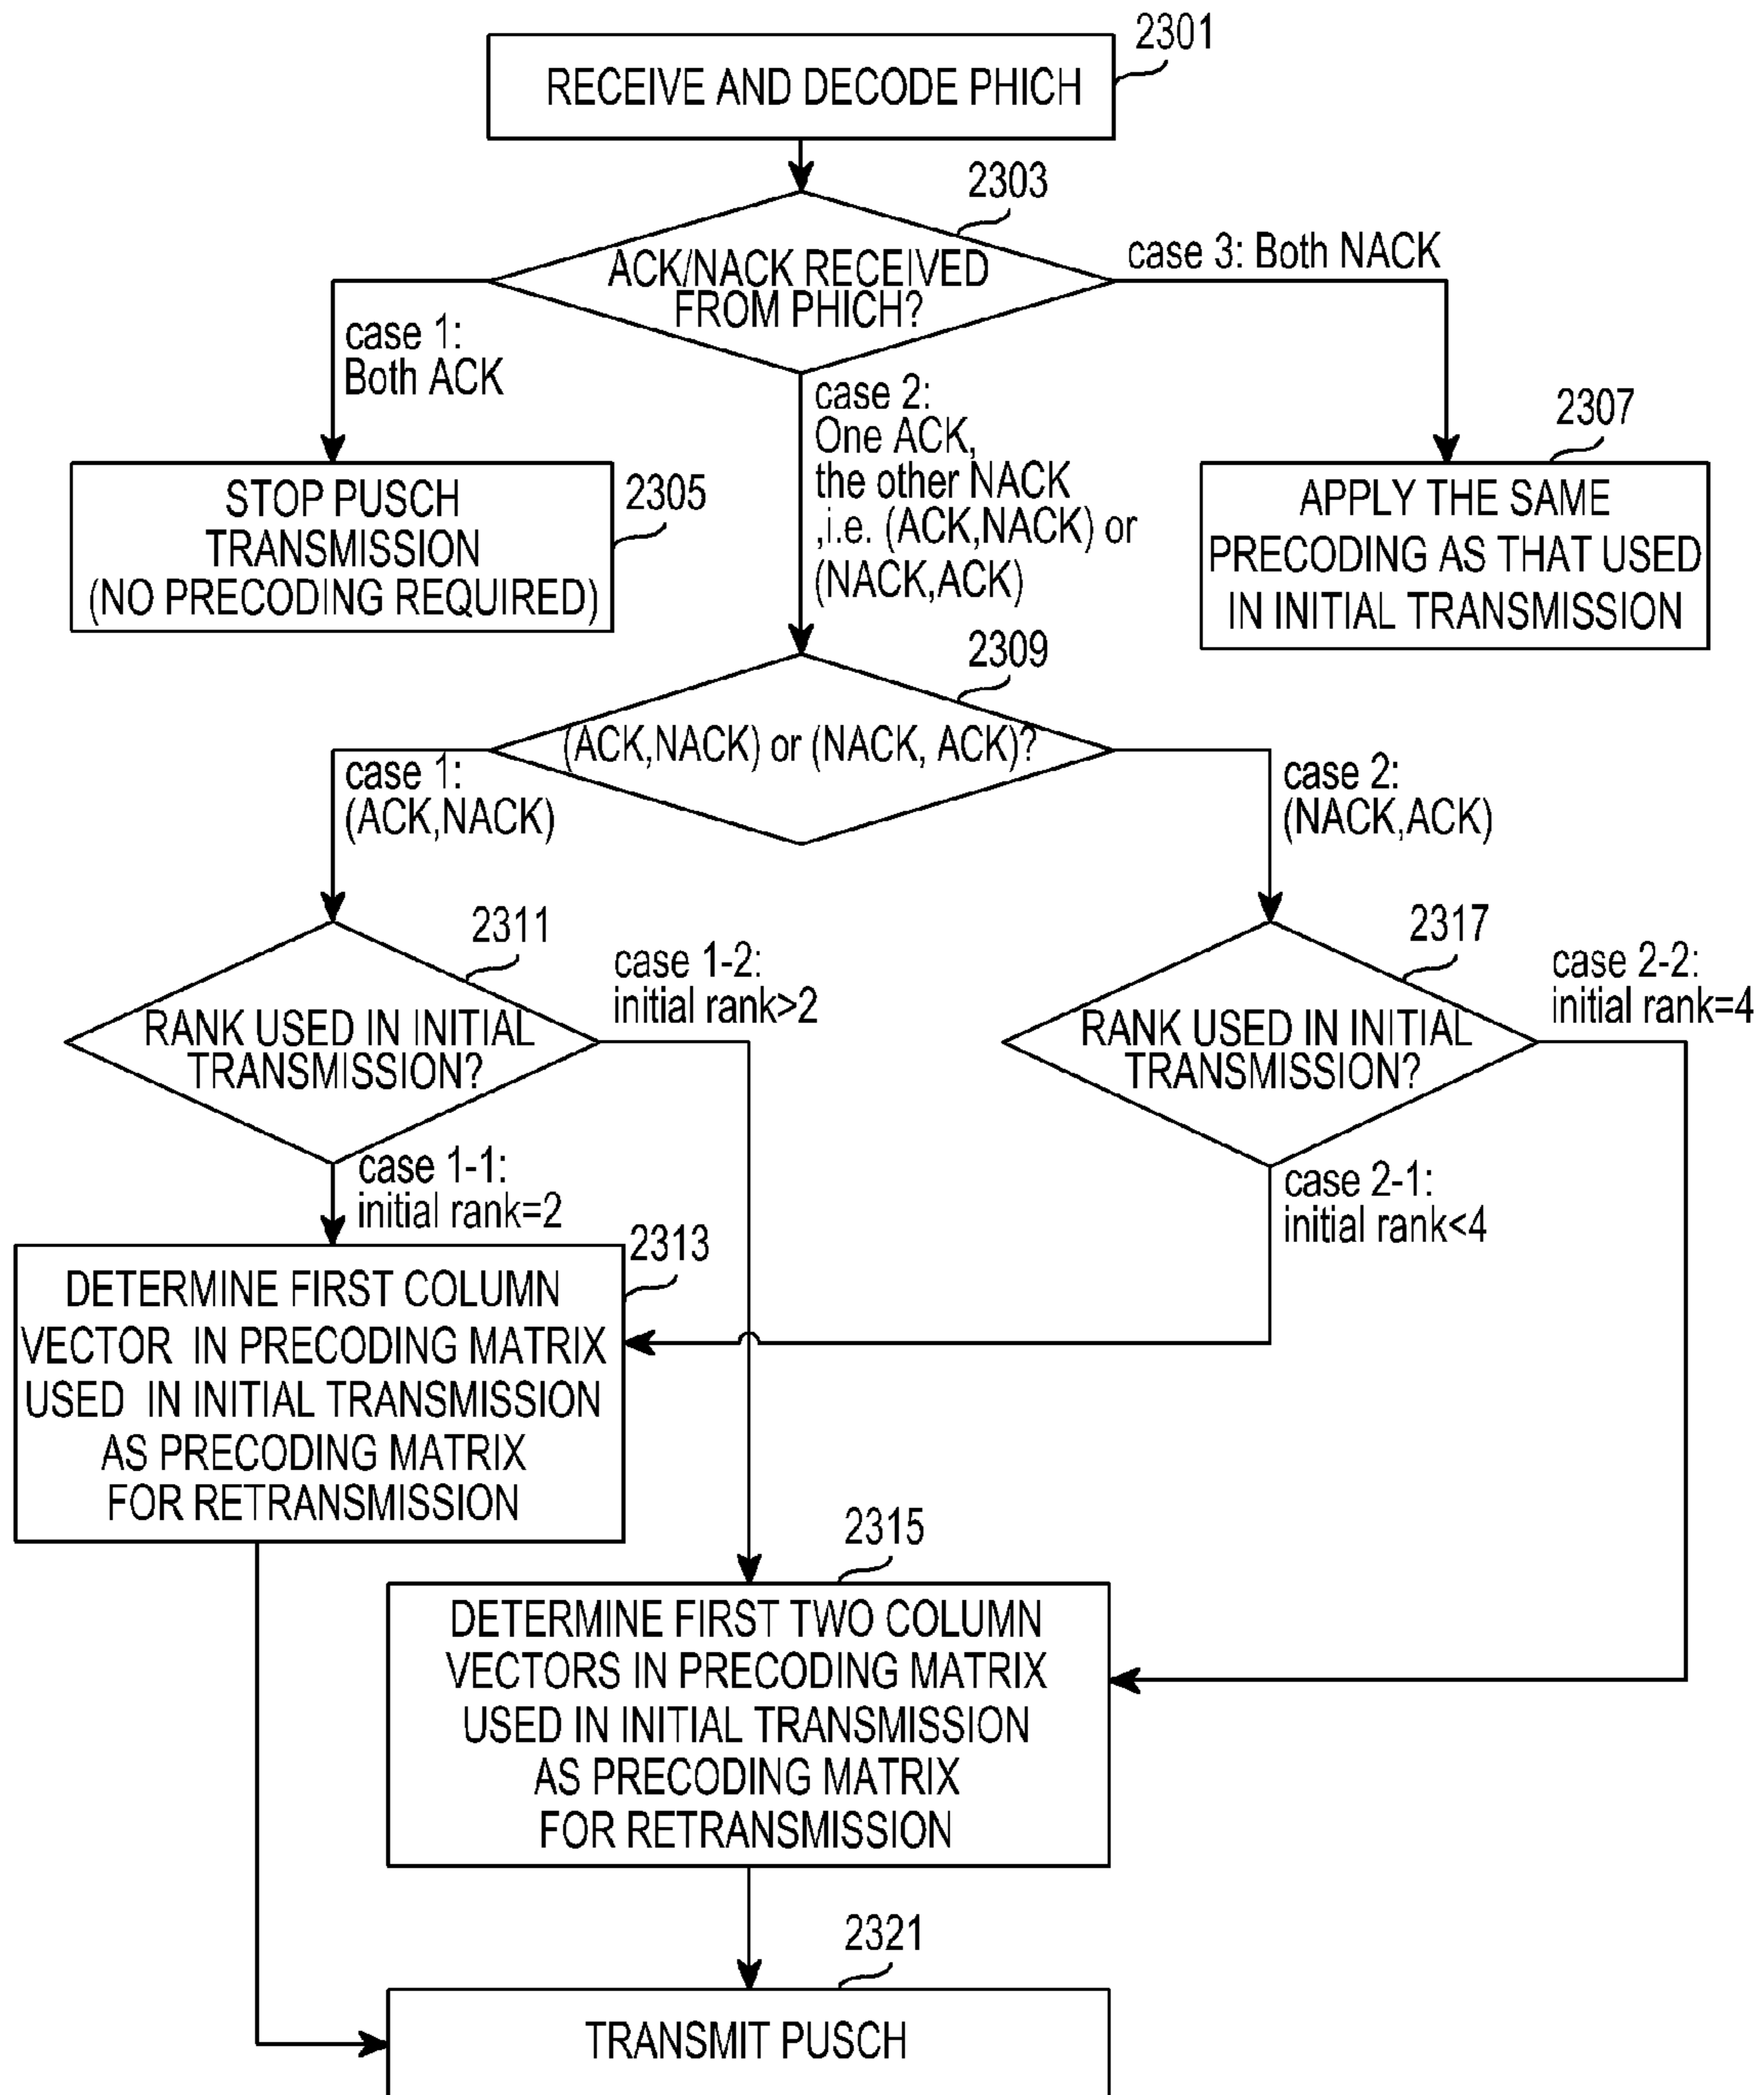 2301
RECEIVE AND DECODE PHICH
2303
ACK/NACK RECEIVED
FROM PHICH?
case 3: Both NACK
case 1:
Both ACK
case 2:
One ACK,
the other NACK
,i.e. (ACK,NACK) or
(NACK,ACK)
2307
STOP PUSCH
TRANSMISSION
(NO PRECODING REQUIRED)
2305
APPLY THE SAME
PRECODING AS THAT USED
IN INITIAL TRANSMISSION
2309
(ACK,NACK) or (NACK, ACK)?
case 1:
(ACK,NACK)
case 2:
(NACK,ACK)
2311
RANK USED IN INITIAL
TRANSMISSION?
case 1-2:
initial rank>2
2317
RANK USED IN INITIAL
TRANSMISSION?
case 2-2:
initial rank=4
case 1-1:
initial rank=2
case 2-1:
initial rank<4
2313
DETERMINE FIRST COLUMN
VECTOR IN PRECODING MATRIX
USED IN INITIAL TRANSMISSION
AS PRECODING MATRIX
FOR RETRANSMISSION
2315
DETERMINE FIRST TWO COLUMN
VECTORS IN PRECODING MATRIX
USED IN INITIAL TRANSMISSION
AS PRECODING MATRIX
FOR RETRANSMISSION
2321
TRANSMIT PUSCH